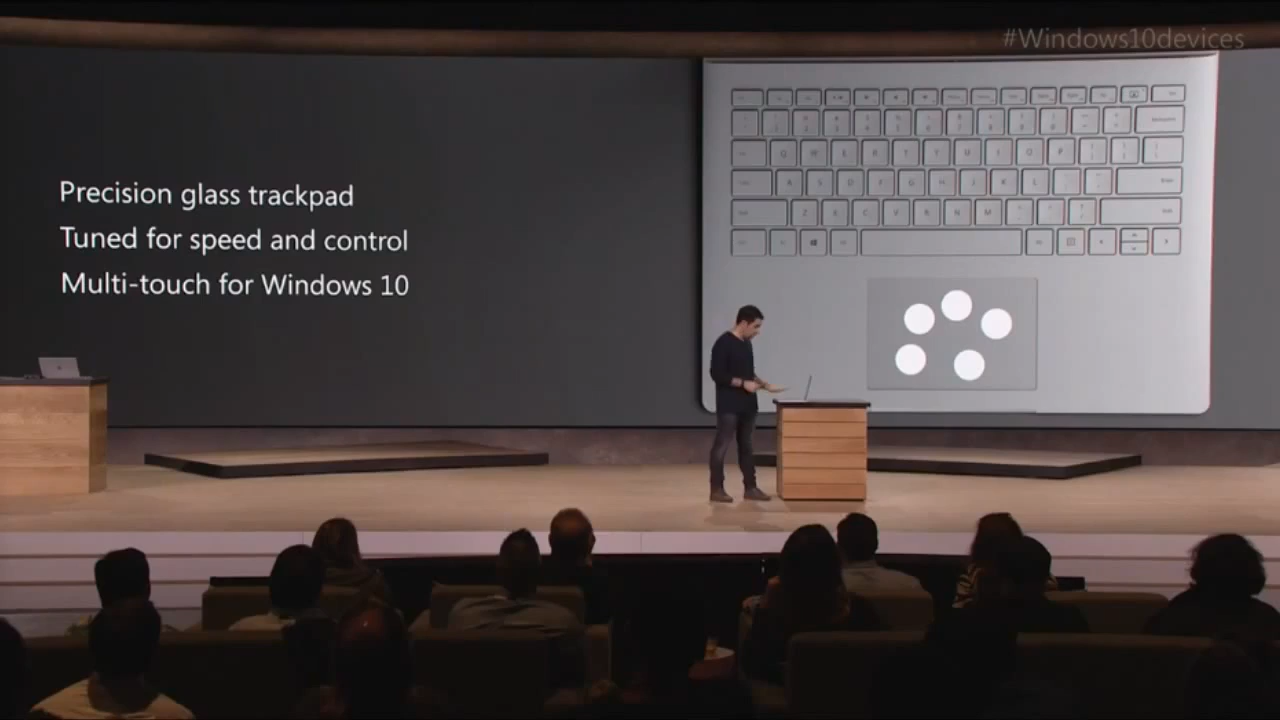 #Windows10devices
Precision glass trackpad
Tuned for speed and control
Multi-touch for Windows 10
Q W E R T Y U I O P
A S D F G H J K L
Z X C V B N M